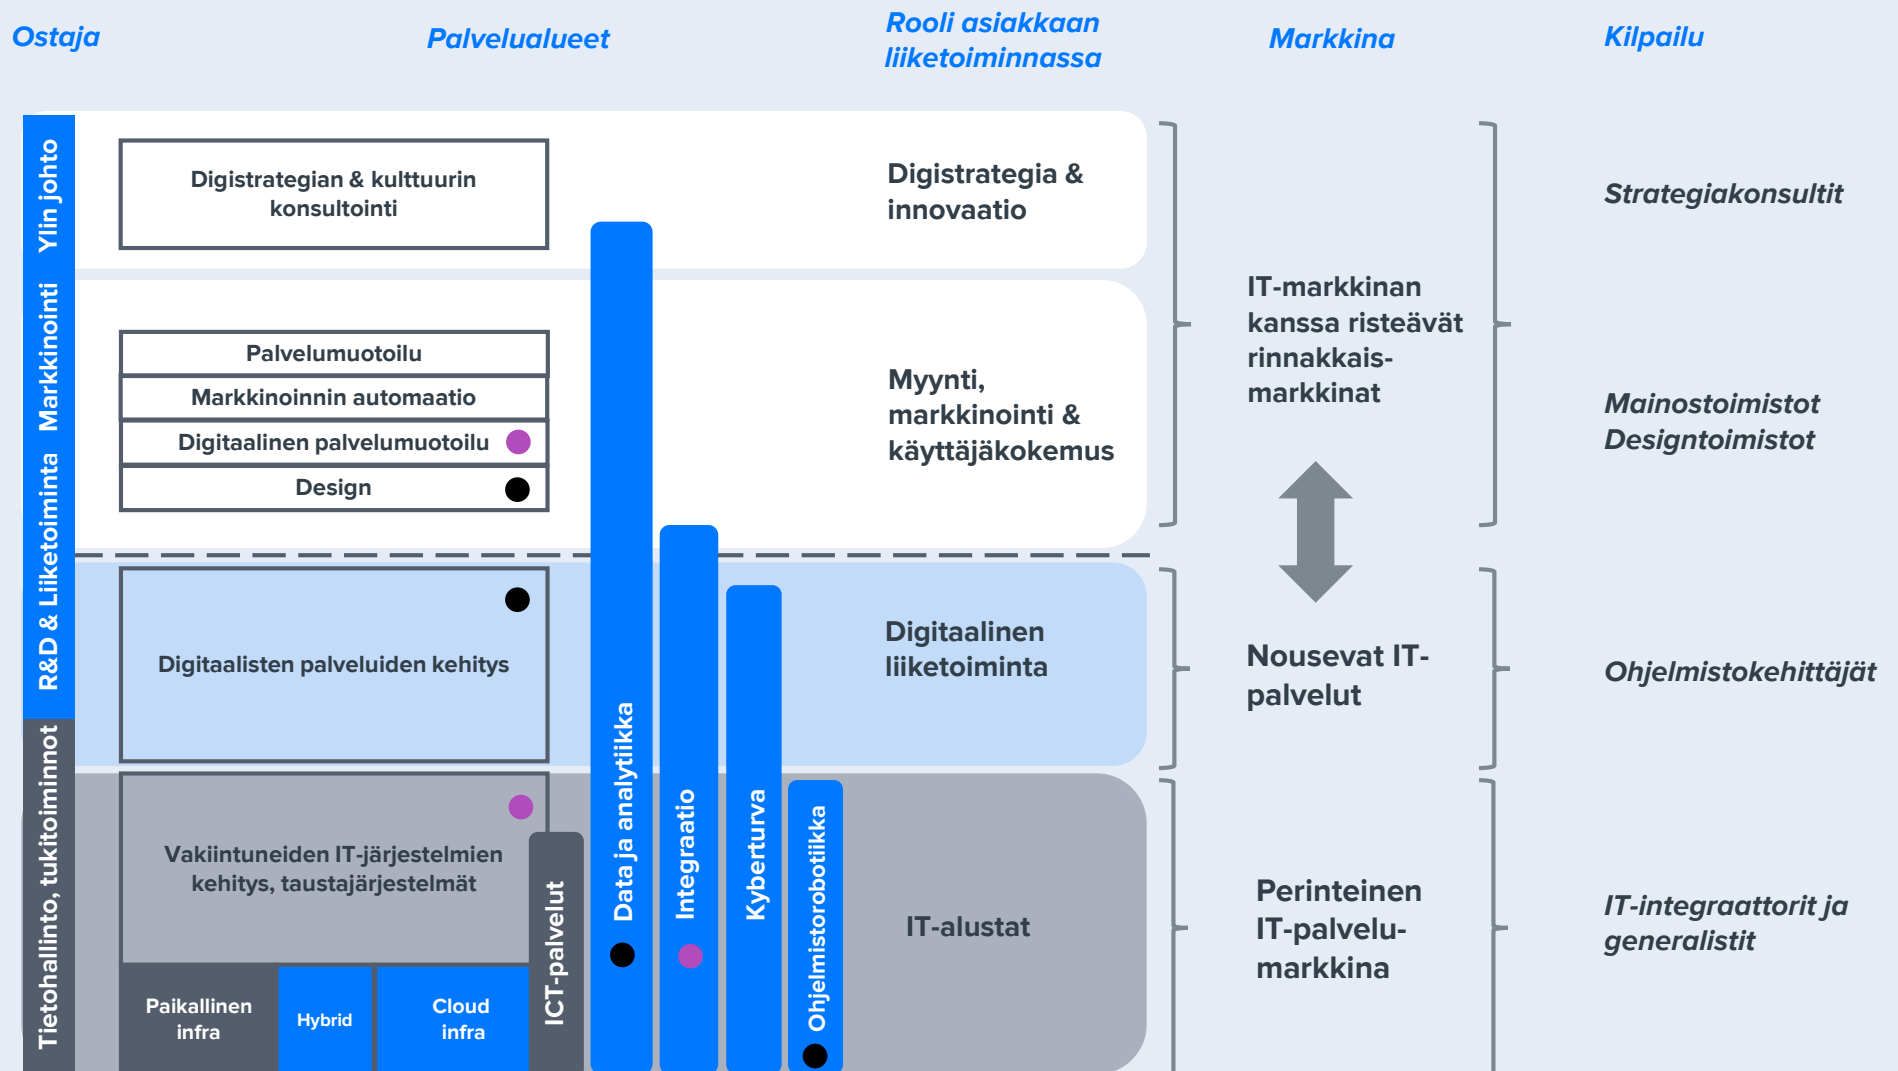 Ostaja
Palvelualueet
Rooli asiakkaan
liiketoiminnassa
Markkina
Kilpailu
Ylin johto
Markkinointi
R&D & Liiketoiminta
Tietohallinto, tukitoiminnot
Digistrategian & kulttuurin
konsultointi
Palvelumuotoilu
Markkinoinnin automaatio
Digitaalinen palvelumuotoilu
Design
Digitaalisten palveluiden kehitys
Vakiintuneiden IT-järjestelmien
kehitys, taustajärjestelmät
Paikallinen
infra
Hybrid
Cloud
infra
ICT-palvelut
Data ja analytiikka
Integraatio
Kyberturva
Ohjelmistorobotiikka
Digistrategia &
innovaatio
Myynti,
markkinointi &
käyttäjäkokemus
Digitaalinen
liiketoiminta
IT-alustat
IT-markkinan
kanssa risteävät
rinnakkais-
markkinat
Nousevat IT-
palvelut
Perinteinen
IT-palvelu-
markkina
Strategiakonsultit
Mainostoimistot
Designtoimistot
Ohjelmistokehittäjät
IT-integraattorit ja
generalistit